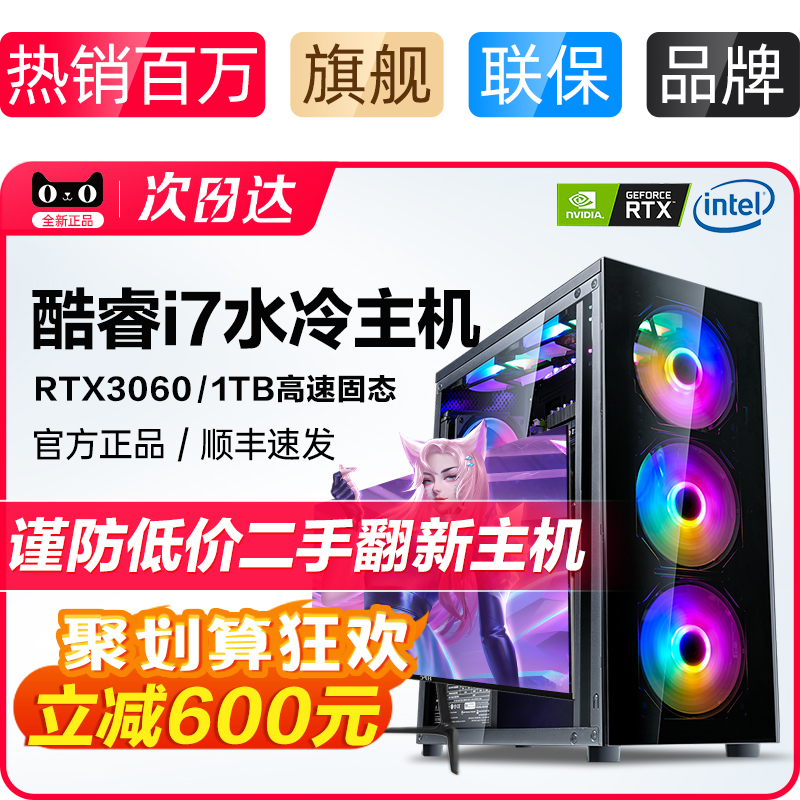 热销百万 旗舰 联保 品牌
全新正品
次日达
NVIDIA. GEFORCE RTX™ intel®
酷睿i7水冷主机
RTX3060/1TB高速固态
官方正品 / 顺丰速发
谨防低价二手翻新主机
聚划算狂欢
立减600元